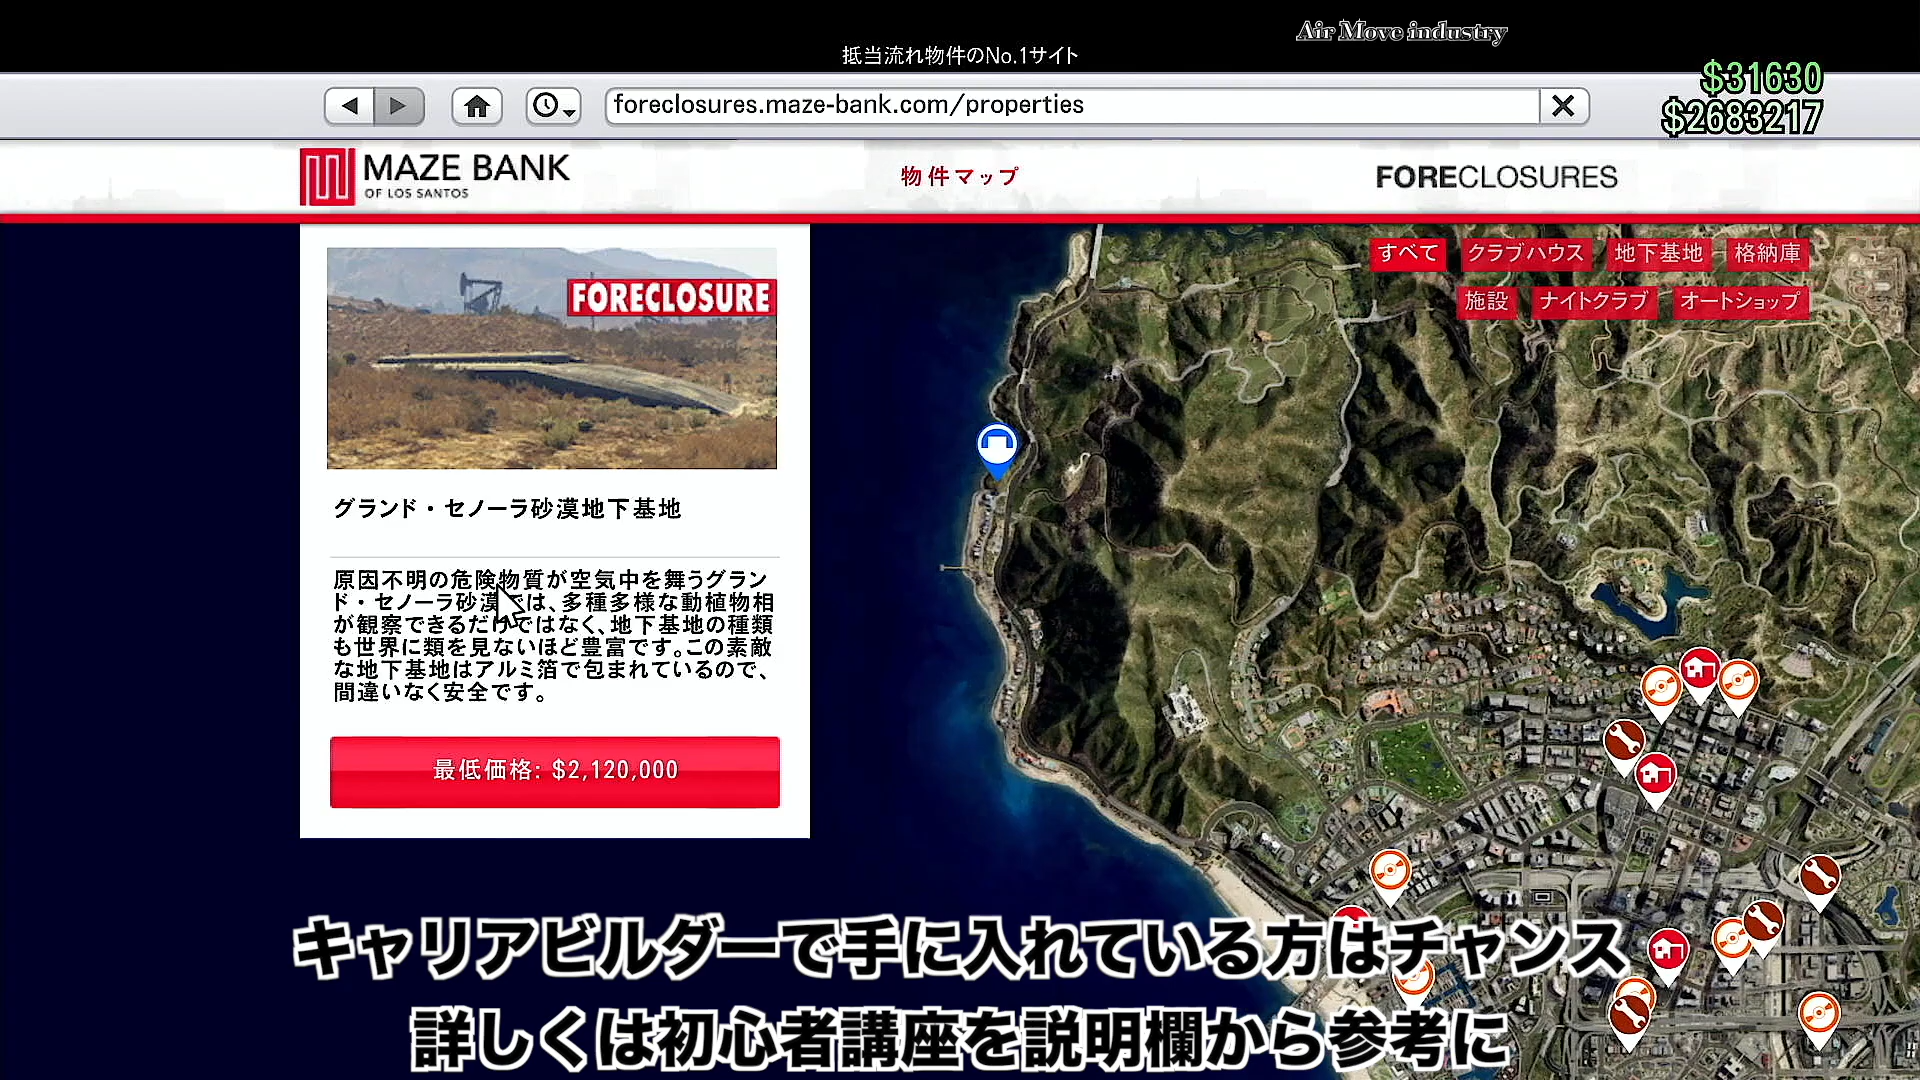 Air Move industry
抵当流れ物件のNo.1サイト
$31630
foreclosures.maze-bank.com/properties
$2683217
MAZE BANK
OF LOS SANTOS
物件マップ
FORECLOSURES
すべて
クラブハウス
地下基地
格納庫
施設
ナイトクラブ
オートショップ
FORECLOSURE
グランド・セノーラ砂漠地下基地
原因不明の危険物質が空気中を舞うグラン
ド・セノーラ砂漠では、多種多様な動植物相
が観察できるだけではなく、地下基地の種類
も世界に類を見ないほど豊富です。この素敵
な地下基地はアルミ箔で包まれているので、
間違いなく安全です。
最低価格: $2,120,000
キャリアビルダーで手に入れている方はチャンス
詳しくは初心者講座を説明欄から参考に